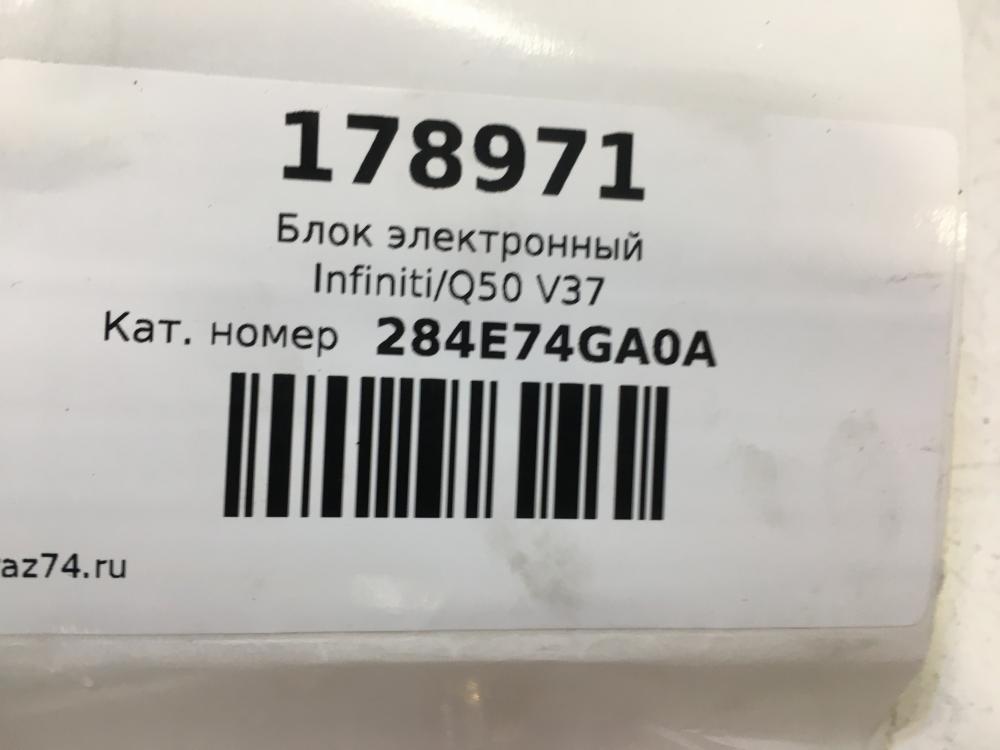 178971
Блок электронный
Infiniti/Q50 V37
Кат. номер 284E74GA0A
az74.ru